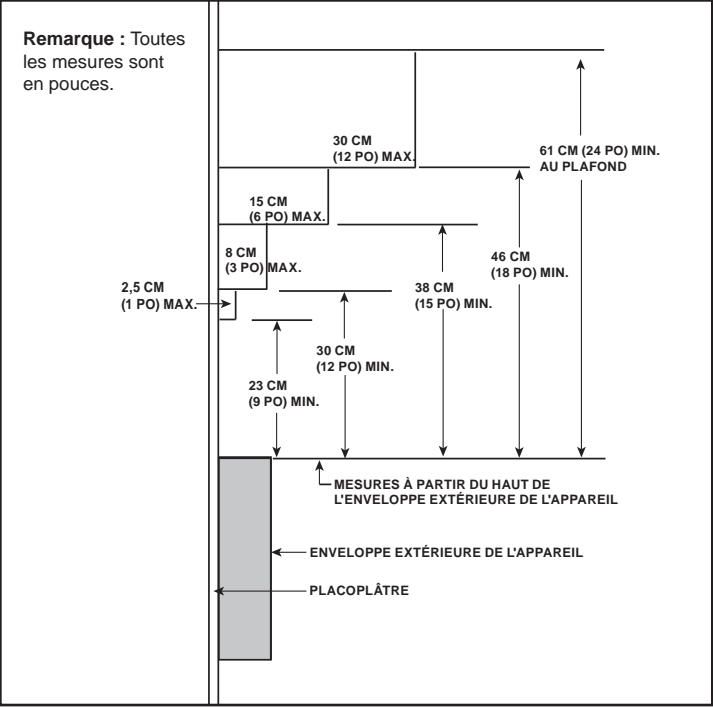 Remarque : Toutes
les mesures sont
en pouces.
30 CM
(12 PO) MAX.
61 CM (24 PO) MIN.
AU PLAFOND
15 CM
(6 PO) MAX.
8 CM
(3 PO) MAX.
46 CM
(18 PO) MIN.
2,5 CM
(1 PO) MAX.
38 CM
(15 PO) MIN.
30 CM
(12 PO) MIN.
23 CM
(9 PO) MIN.
MESURES À PARTIR DU HAUT DE
L'ENVELOPPE EXTÉRIEURE DE L'APPAREIL
ENVELOPPE EXTÉRIEURE DE L'APPAREIL
PLACOPLÂTRE